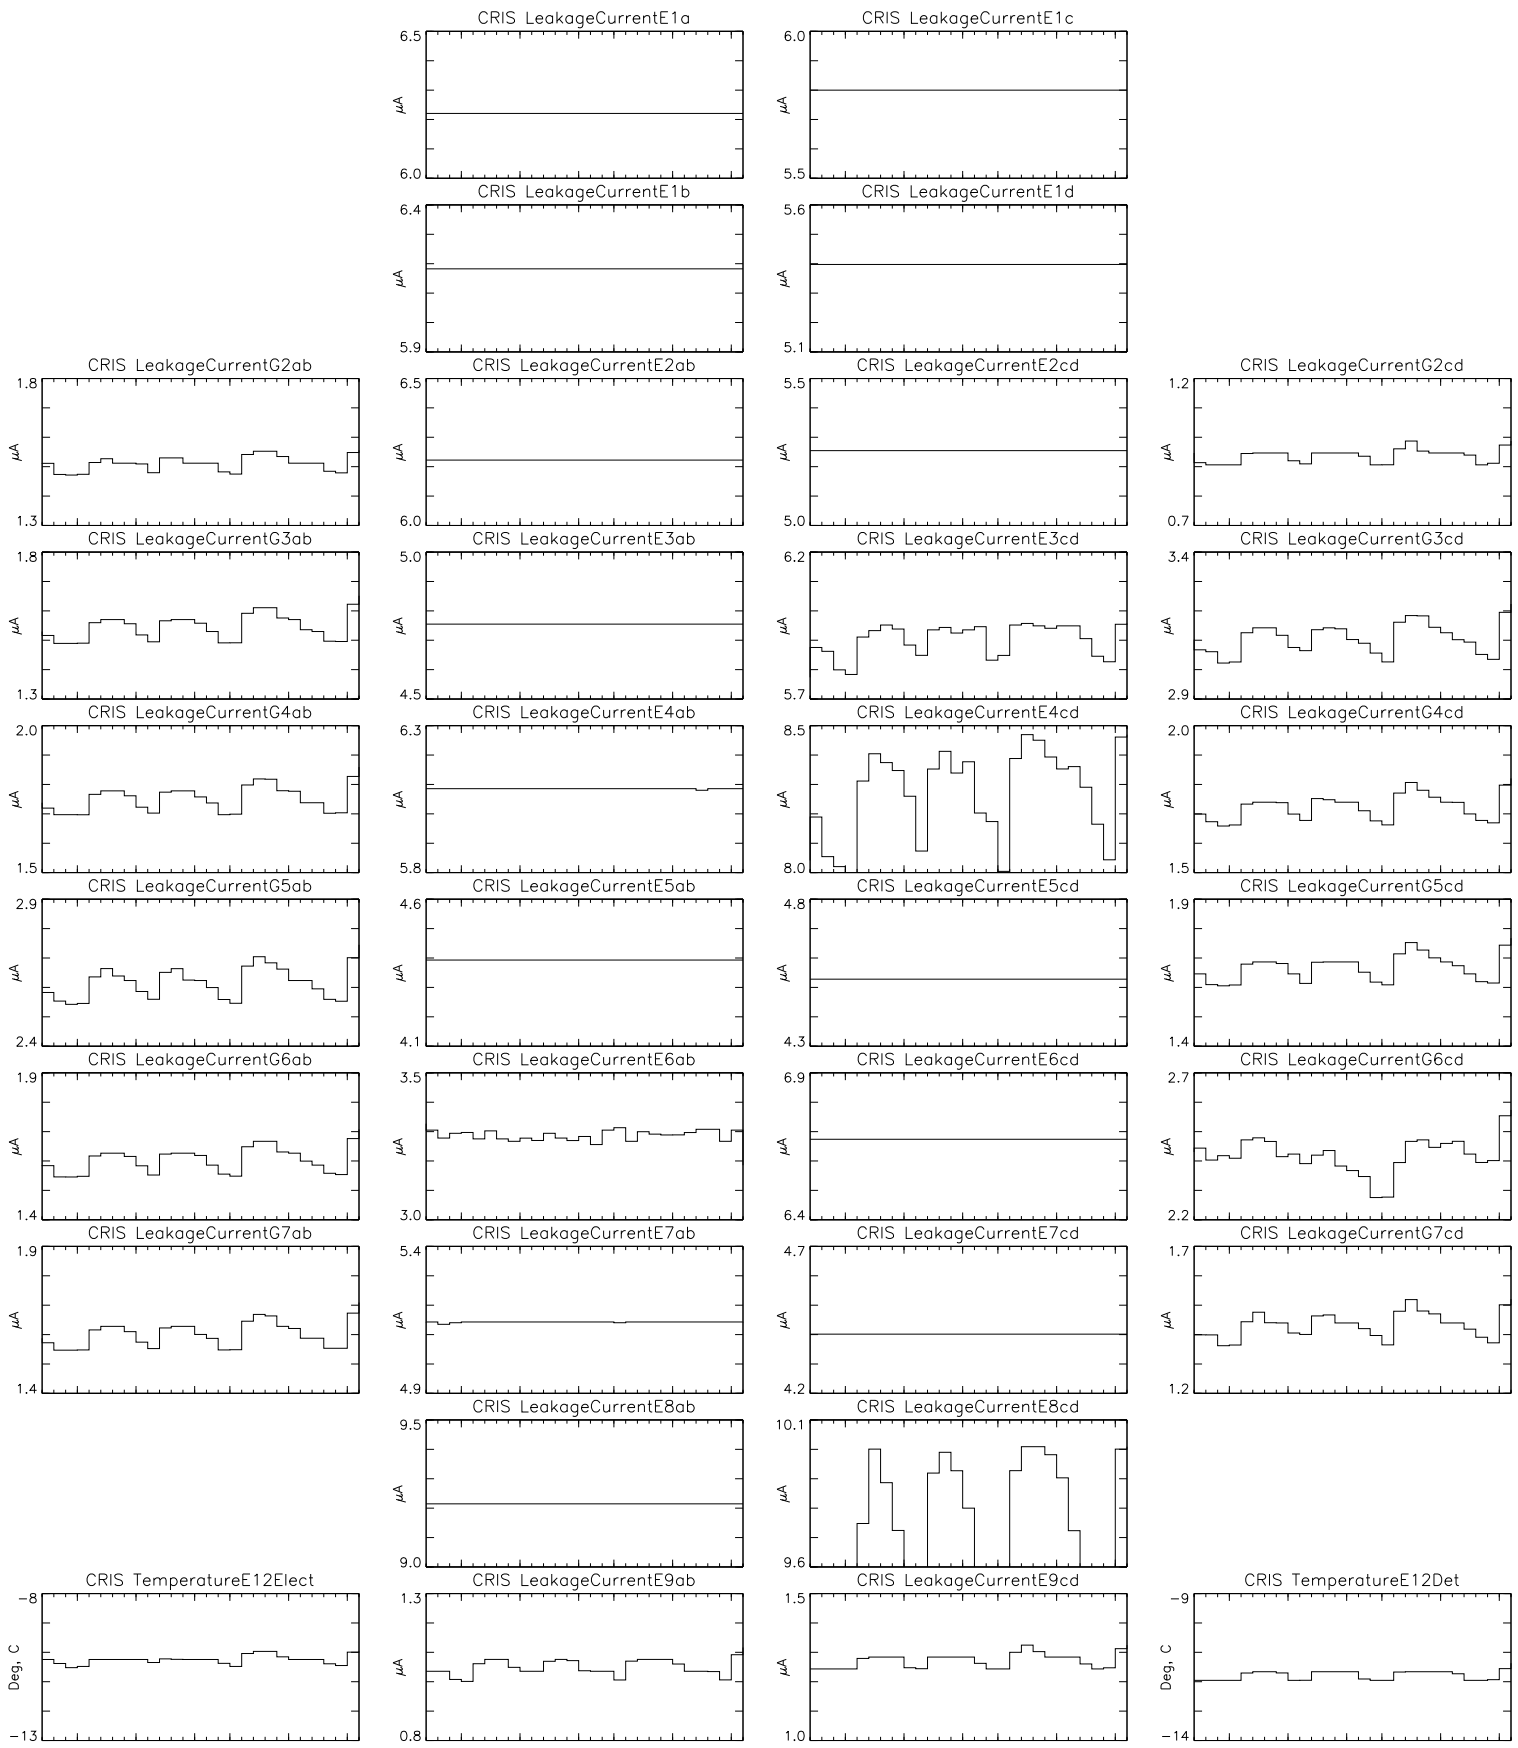 CRIS LeakageCurrentE1a
6.5
μA
6.0
CRIS LeakageCurrentE1c
6.0
μA
5.5
CRIS LeakageCurrentE1b
6.4
μA
5.9
CRIS LeakageCurrentE1d
5.6
μA
5.1
CRIS LeakageCurrentG2ab
1.8
μA
1.3
CRIS LeakageCurrentE2ab
6.5
μA
6.0
CRIS LeakageCurrentE2cd
5.5
μA
5.0
CRIS LeakageCurrentG2cd
1.2
μA
0.7
CRIS LeakageCurrentG3ab
1.8
μA
1.3
CRIS LeakageCurrentE3ab
5.0
μA
4.5
CRIS LeakageCurrentE3cd
6.2
μA
5.7
CRIS LeakageCurrentG3cd
3.4
μA
2.9
CRIS LeakageCurrentG4ab
2.0
μA
1.5
CRIS LeakageCurrentE4ab
6.3
μA
5.8
CRIS LeakageCurrentE4cd
8.5
μA
8.0
CRIS LeakageCurrentG4cd
2.0
μA
1.5
CRIS LeakageCurrentG5ab
2.9
μA
2.4
CRIS LeakageCurrentE5ab
4.6
μA
4.1
CRIS LeakageCurrentE5cd
4.8
μA
4.3
CRIS LeakageCurrentG5cd
1.9
μA
1.4
CRIS LeakageCurrentG6ab
1.9
μA
1.4
CRIS LeakageCurrentE6ab
3.5
μA
3.0
CRIS LeakageCurrentE6cd
6.9
μA
6.4
CRIS LeakageCurrentG6cd
2.7
μA
2.2
CRIS LeakageCurrentG7ab
1.9
μA
1.4
CRIS LeakageCurrentE7ab
5.4
μA
4.9
CRIS LeakageCurrentE7cd
4.7
μA
4.2
CRIS LeakageCurrentG7cd
1.7
μA
1.2
CRIS LeakageCurrentE8ab
9.5
μA
9.0
CRIS LeakageCurrentE8cd
10.1
μA
9.6
CRIS TemperatureE12Elect
−8
Deg, C
−13
CRIS LeakageCurrentE9ab
1.3
μA
0.8
CRIS LeakageCurrentE9cd
1.5
μA
1.0
CRIS TemperatureE12Det
−9
Deg, C
−14